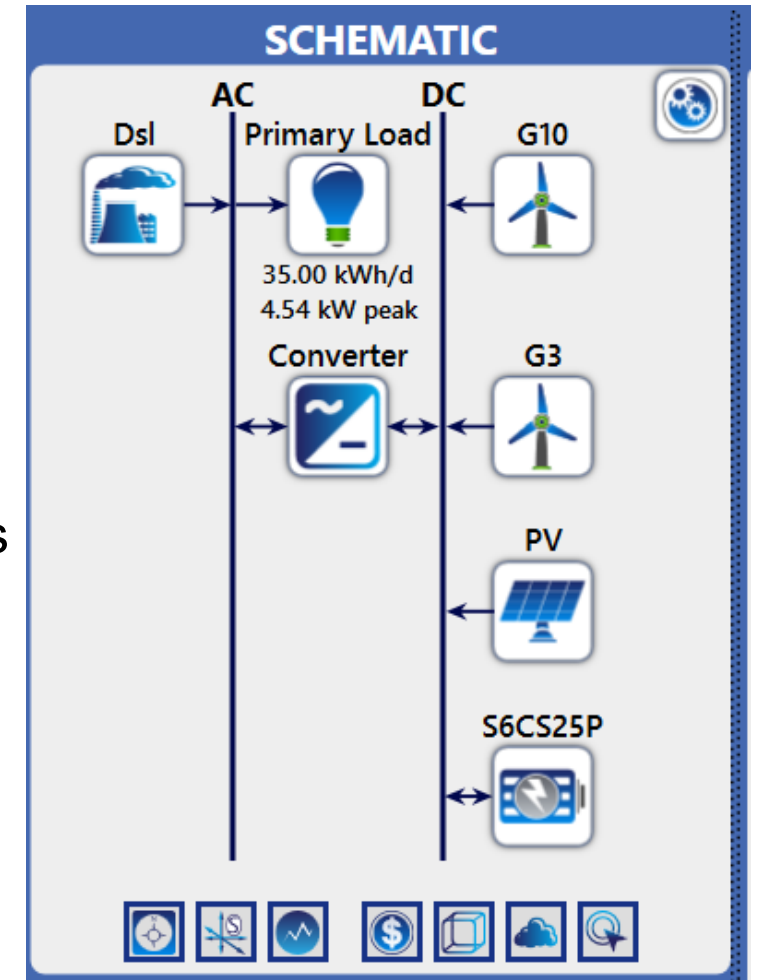 SCHEMATIC
AC DC
Dsl Primary Load G10
35.00 kWh/d
4.54 kW peak
Converter G3
s
PV
S6CS25P
S
$